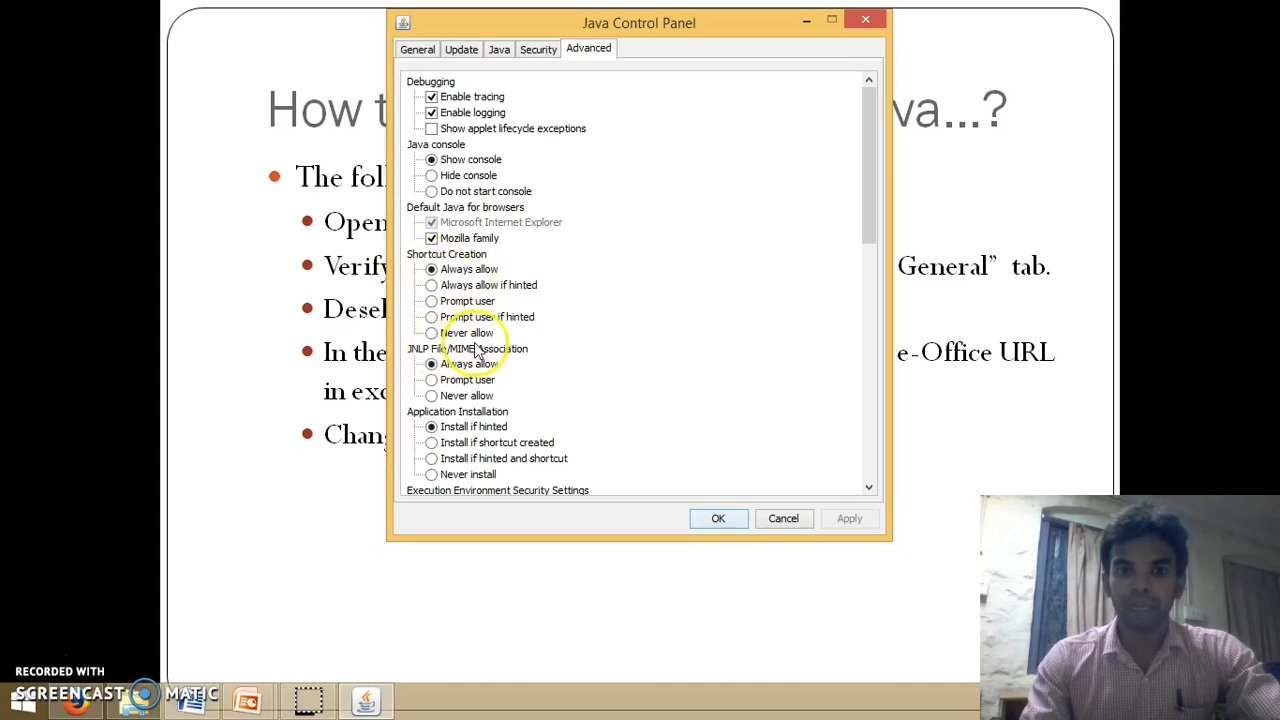 Java Control Panel
General Update Java Security Advanced
Debugging
Enable tracing
Enable logging
Show applet lifecycle exceptions
Java console
Show console
Hide console
Do not start console
Default Java for browsers
Microsoft Internet Explorer
Mozilla family
Shortcut Creation
Always allow
Always allow if hinted
Prompt user
Prompt user if hinted
Never allow
JNLP File/MIME Association
Always allow
Prompt user
Never allow
Application Installation
Install if hinted
Install if shortcut created
Install if hinted and shortcut
Never install
Execution Environment Security Settings
OK Cancel Apply
How t va...?
The fol
Open
Verify General” tab.
Desel
In the e-Office URL
in exc
Chan
RECORDED WITH
SCREENCAST MATIC